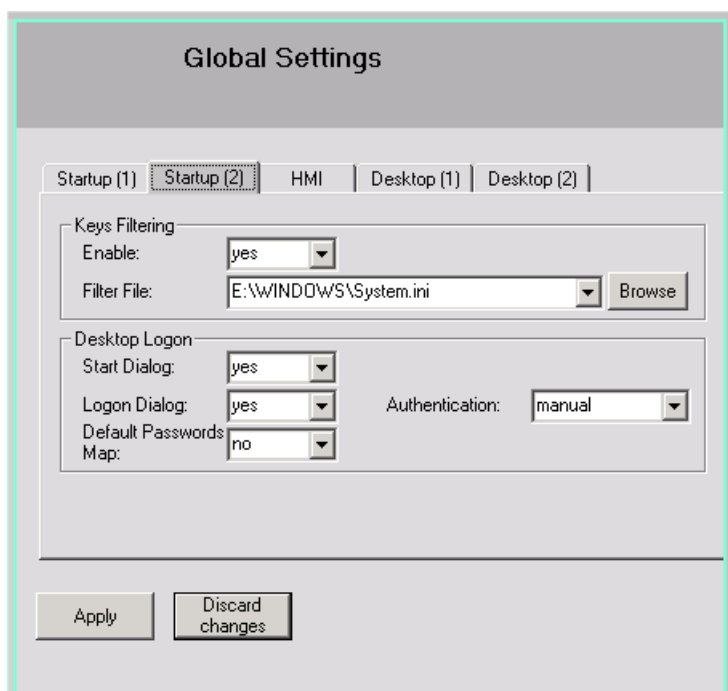 Global Settings
Startup (1) Startup (2) HMI Desktop (1) Desktop (2)
Keys Filtering
Enable: yes
Filter File: E:\WINDOWS\System.ini Browse
Desktop Logon
Start Dialog: yes
Logon Dialog: yes Authentication: manual
Default Passwords
Map: no
Apply Discard
changes